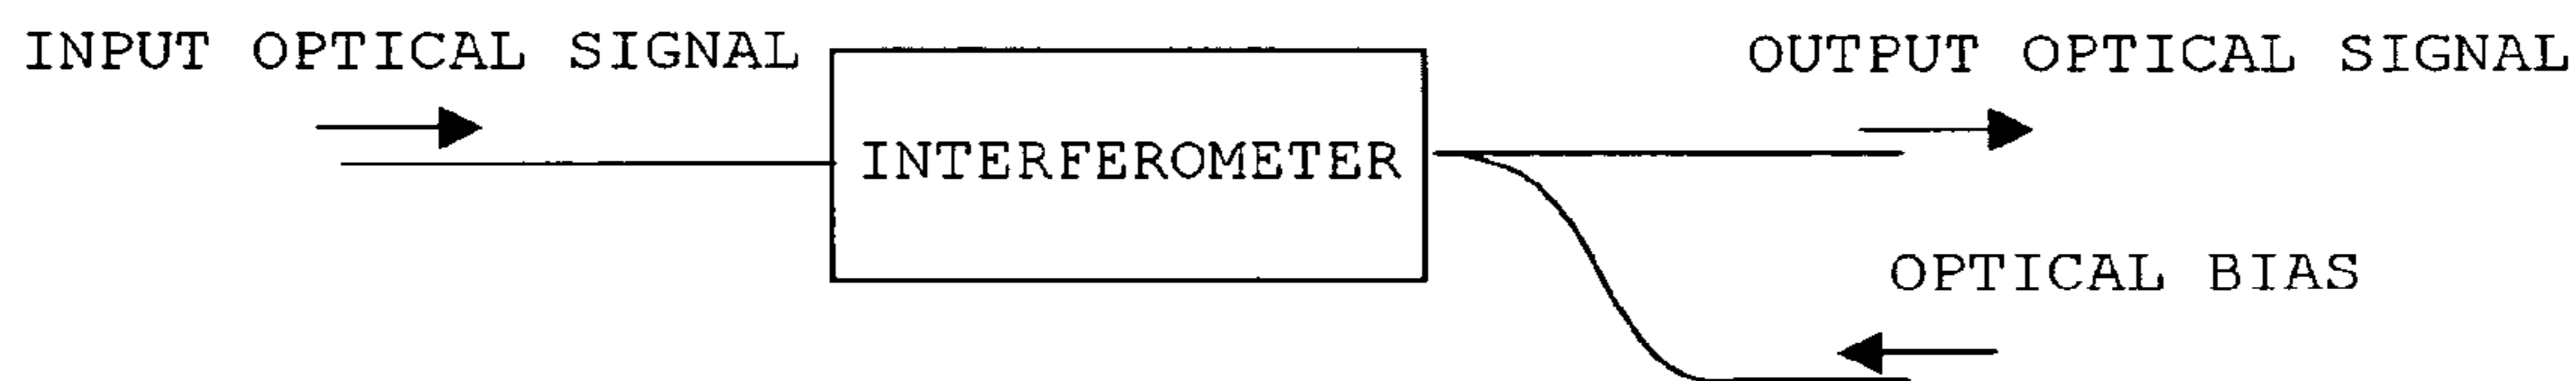 INPUT OPTICAL SIGNAL
OUTPUT OPTICAL SIGNAL
INTERFEROMETER
OPTICAL BIAS